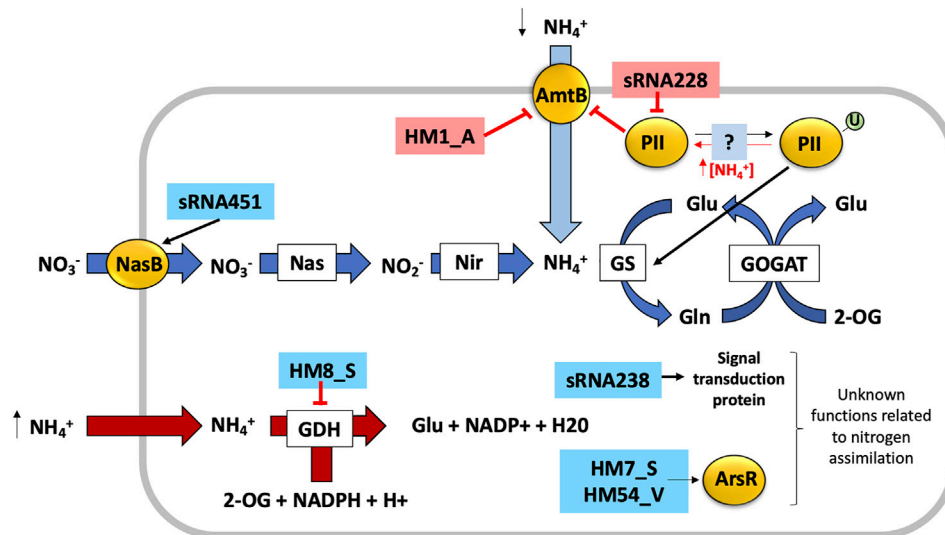 NH₄⁺
sRNA228
AmtB
HM1_A
PII
?
PII
U
[NH₄⁺]
sRNA451
Glu
Glu
NO₃⁻
NasB
NO₃⁻
Nas
NO₂⁻
Nir
NH₄⁺
GS
GOGAT
Gln
2-OG
HM8_S
sRNA238
Signal
transduction
protein
Unknown
functions related
to nitrogen
assimilation
NH₄⁺
NH₄⁺
GDH
Glu + NADP+ + H20
2-OG + NADPH + H+
HM7_S
HM54_V
ArsR